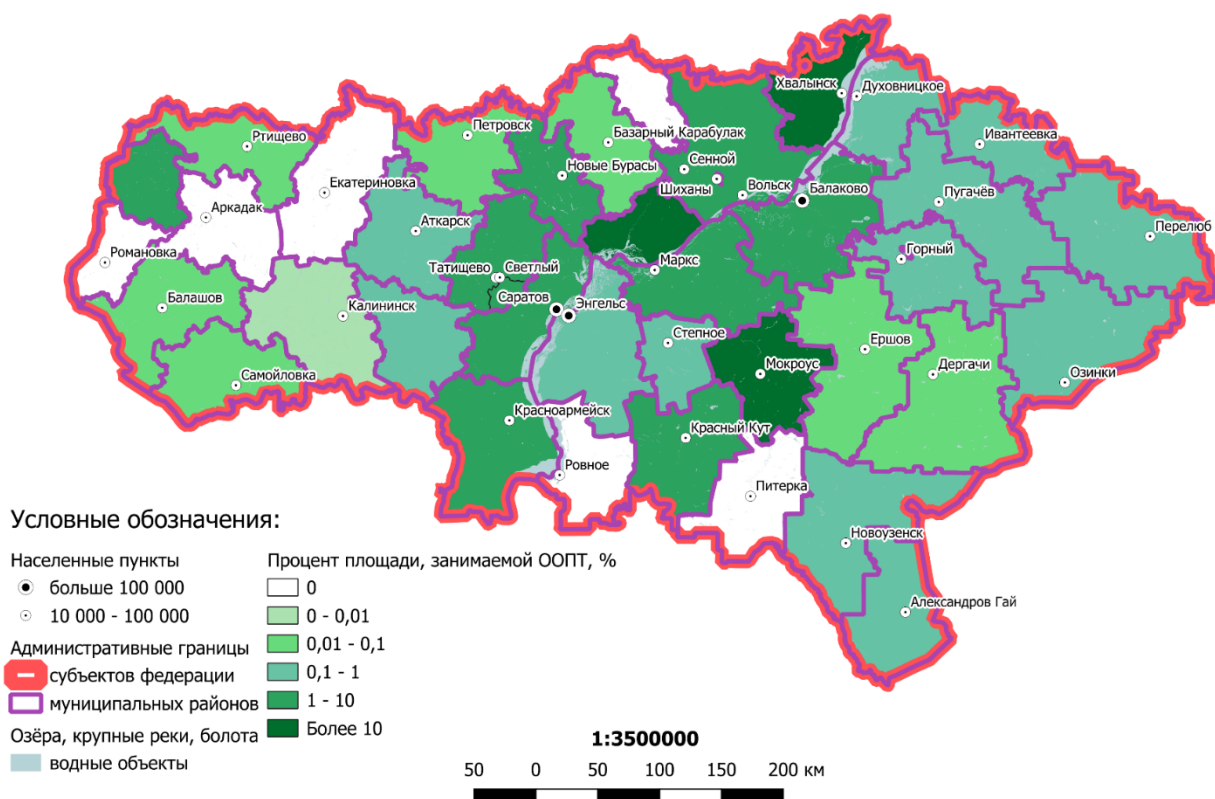 Хвалынск
Духовницкое
Ртищево
Петровск
Базарный Карабулак
Ивантеевка
Новые Бурасы
Сенной
Екатериновка
Шиханы
Вольск
Балаково
Пугачёв
Аркадак
Аткарск
Перелюб
Романовка
Татищево
Светлый
Маркс
Горный
Балашов
Калининск
Саратов
Энгельс
Степное
Ершов
Самойловка
Мокроус
Дергачи
Озинки
Красноармейск
Красный Кут
Ровное
Питерка
Новоузенск
Александров Гай
Условные обозначения:
Населенные пункты
больше 100 000
10 000 - 100 000
Административные границы
субъектов федерации
муниципальных районов
Озёра, крупные реки, болота
водные объекты
Процент площади, занимаемой ООПТ, %
0
0 - 0,01
0,01 - 0,1
0,1 - 1
1 - 10
Более 10
1:3500000
50 0 50 100 150 200 км